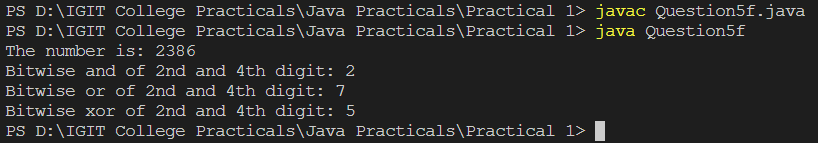 PS D:\IGIT College Practicals\Java Practicals\Practical 1> javac Question5f.java
PS D:\IGIT College Practicals\Java Practicals\Practical 1> java Question5f
The number is: 2386
Bitwise and of 2nd and 4th digit: 2
Bitwise or of 2nd and 4th digit: 7
Bitwise xor of 2nd and 4th digit: 5
PS D:\IGIT College Practicals\Java Practicals\Practical 1>